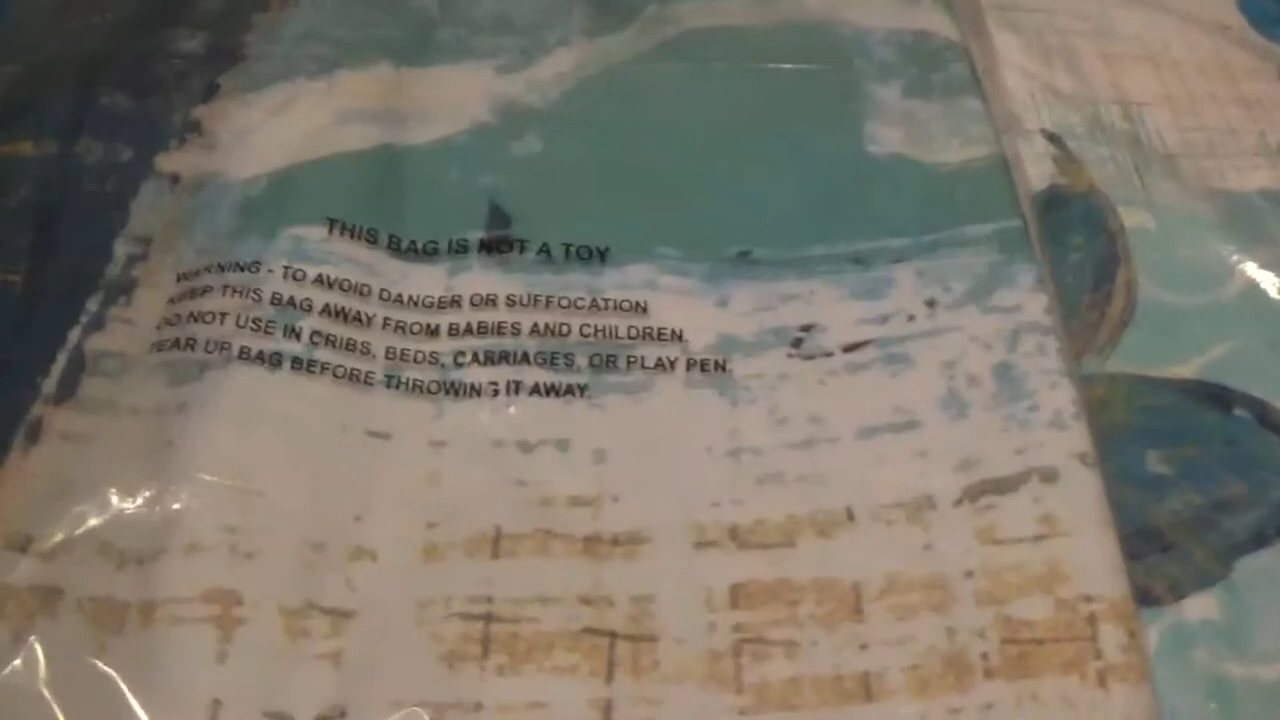 THIS BAG IS NOT A TOY
WARNING - TO AVOID DANGER OR SUFFOCATION
KEEP THIS BAG AWAY FROM BABIES AND CHILDREN.
DO NOT USE IN CRIBS, BEDS, CARRIAGES, OR PLAY PEN.
TEAR UP BAG BEFORE THROWING IT AWAY.